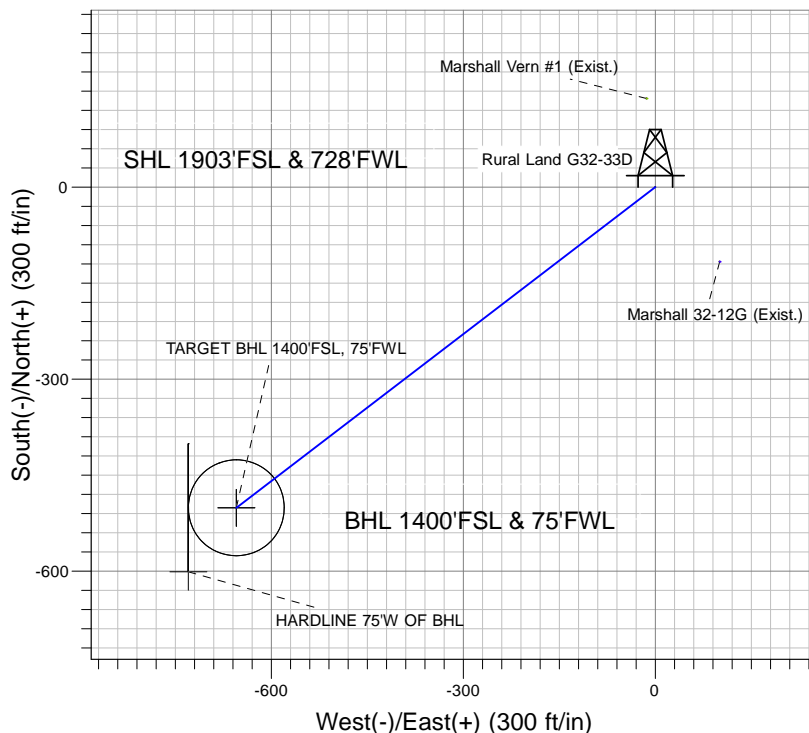 Marshall Vern #1 (Exist.)
SHL 1903'FSL & 728'FWL
Rural Land G32-33D
0
Marshall 32-12G (Exist.)
TARGET BHL 1400'FSL, 75'FWL
-300
South(-)/North(+) (300 ft/in)
BHL 1400'FSL & 75'FWL
-600
HARDLINE 75'W OF BHL
-600
-300
0
West(-)/East(+) (300 ft/in)